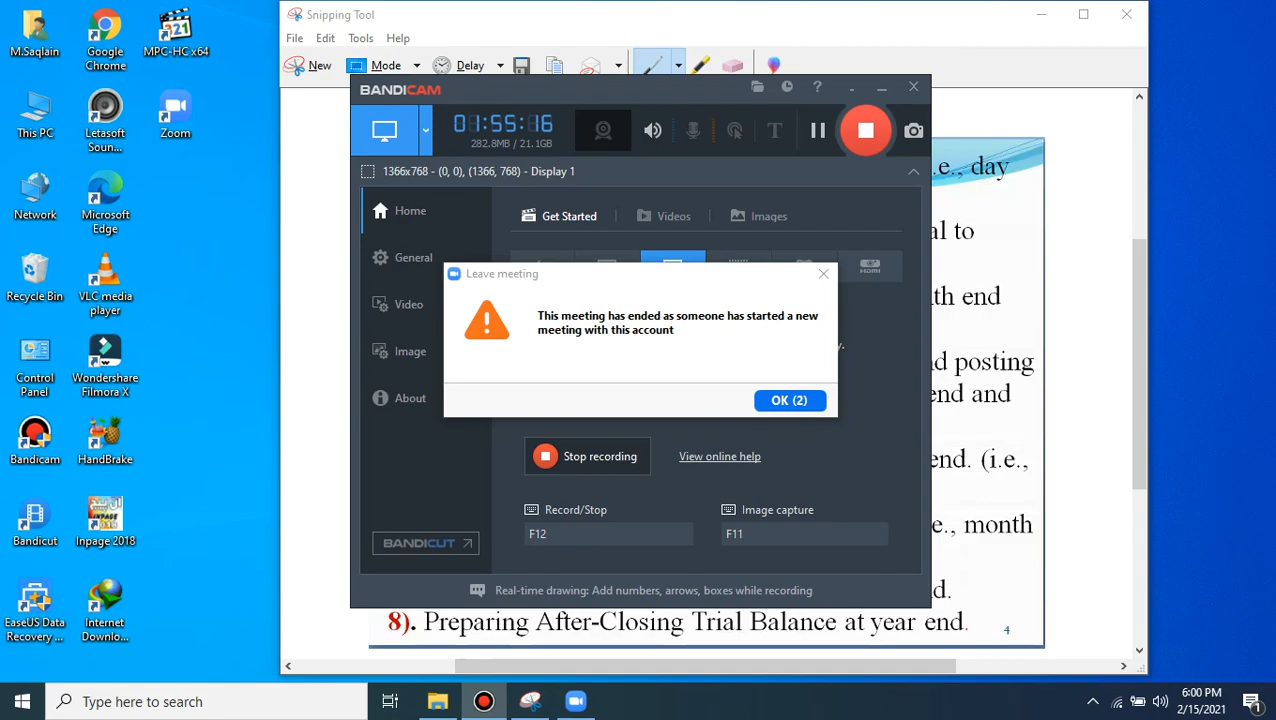 M.Saqlain
Google Chrome
MPC-HC x64
This PC
Letasoft Soun...
Zoom
Network
Microsoft Edge
Recycle Bin
VLC media player
Control Panel
Wondershare Filmora X
Bandicam
HandBrake
Bandicut
Inpage 2018
EaseUS Data Recovery ...
Internet Downlo...
Snipping Tool
File Edit Tools Help
New Mode Delay
BANDICAM
01:55:16
282.8MB / 21.1GB
1366x768 - (0, 0), (1366, 768) - Display 1
Home
General
Video
Image
About
BANDICUT
Get Started Videos Images
HDMI
Leave meeting
This meeting has ended as someone has started a new
meeting with this account
OK (2)
Stop recording View online help
Record/Stop Image capture
F12 F11
Real-time drawing: Add numbers, arrows, boxes while recording
.e., day
al to
th end
d posting
end and
end. (i.e.,
e., month
d.
8). Preparing After-Closing Trial Balance at year end.
4
Type here to search
6:00 PM
2/15/2021
1